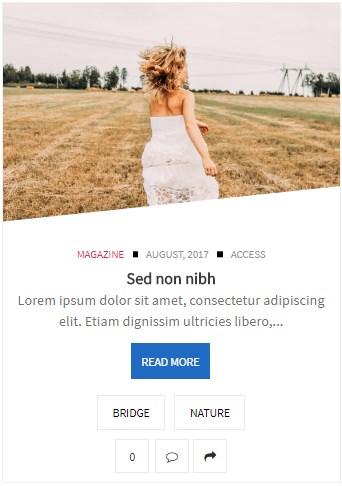 MAGAZINE ■ AUGUST, 2017 ■ ACCESS
Sed non nibh
Lorem ipsum dolor sit amet, consectetur adipiscing
elit. Etiam dignissim ultricies libero,...
READ MORE
BRIDGE NATURE
0